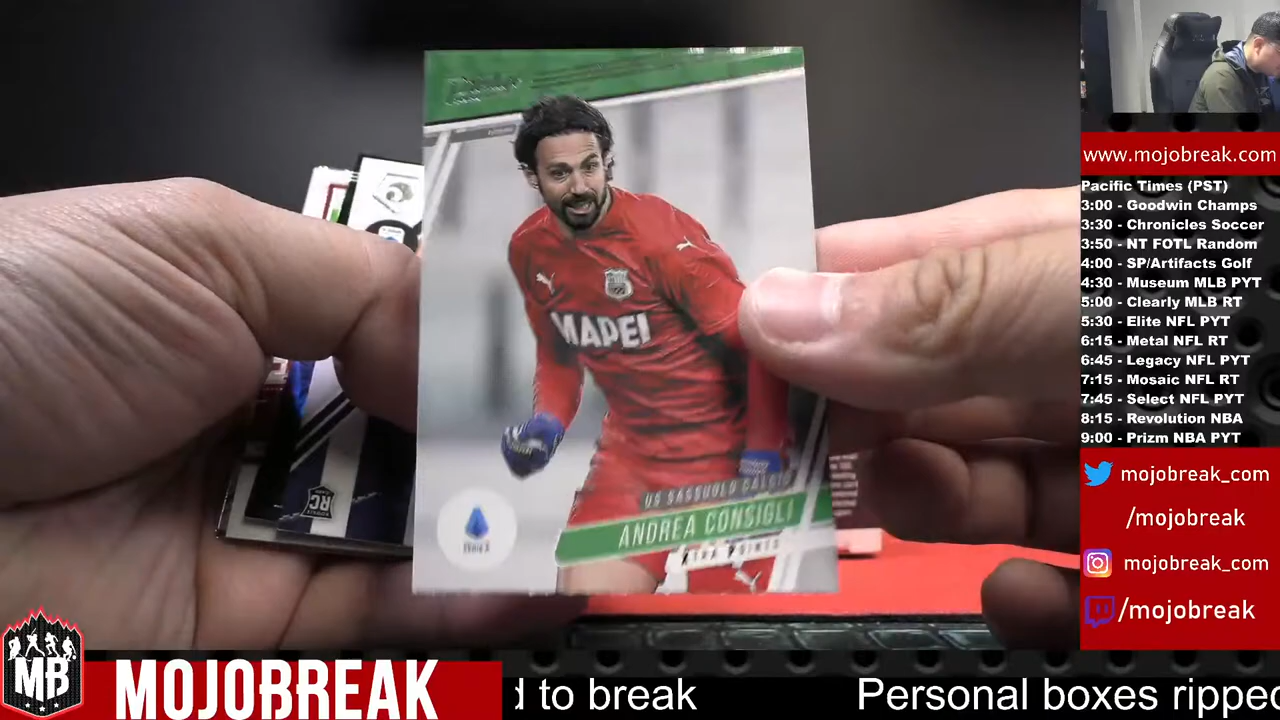 MAPEI
US SASSUOLO CALCIO
ANDREA CONSIGLI
XTRA POINTS
SERIE A
RC
www.mojobreak.com
Pacific Times (PST)
3:00 - Goodwin Champs
3:30 - Chronicles Soccer
3:50 - NT FOTL Random
4:00 - SP/Artifacts Golf
4:30 - Museum MLB PYT
5:00 - Clearly MLB RT
5:30 - Elite NFL PYT
6:15 - Metal NFL RT
6:45 - Legacy NFL PYT
7:15 - Mosaic NFL RT
7:45 - Select NFL PYT
8:15 - Revolution NBA
9:00 - Prizm NBA PYT
mojobreak_com
/mojobreak
mojobreak_com
/mojobreak
MB
MOJOBREAK
d to break Personal boxes ripped